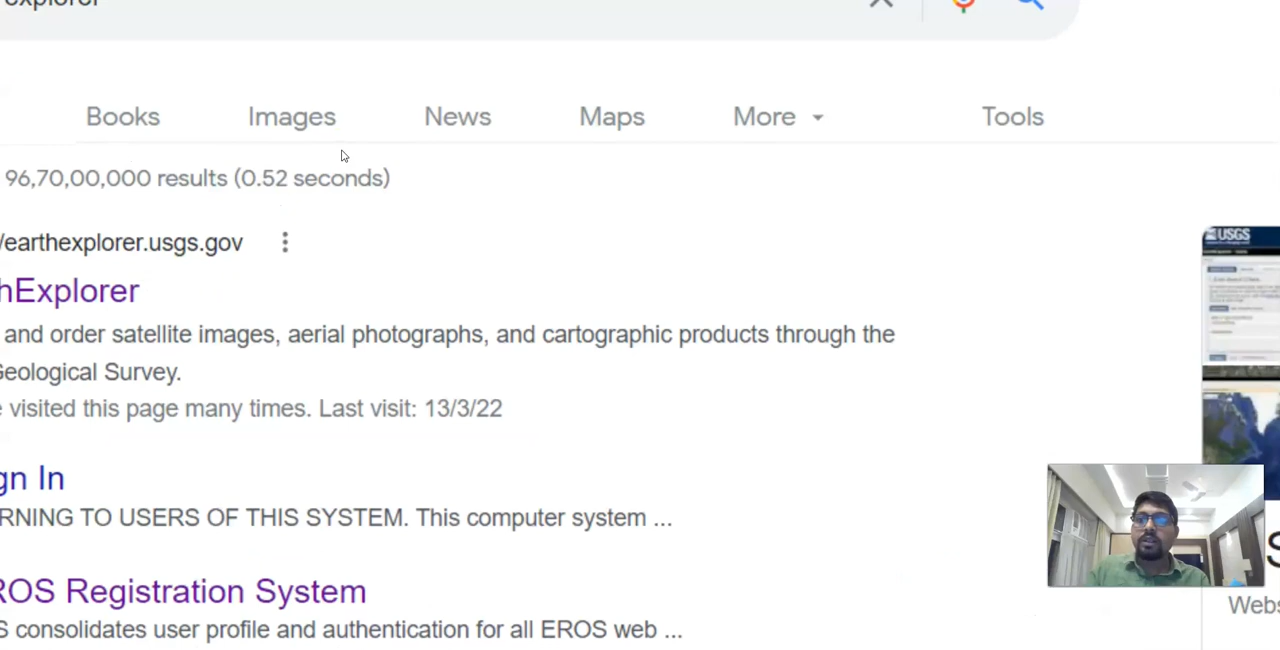 explorer
Books Images News Maps More Tools
96,70,00,000 results (0.52 seconds)
/earthexplorer.usgs.gov
hExplorer
and order satellite images, aerial photographs, and cartographic products through the
Geological Survey.
visited this page many times. Last visit: 13/3/22
gn In
RNING TO USERS OF THIS SYSTEM. This computer system ...
ROS Registration System
S consolidates user profile and authentication for all EROS web ...
USGS
Webs